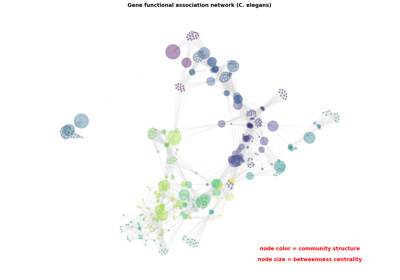 Gene functional association network (C. elegans)
node color = community structure
node size = betweenness centrality